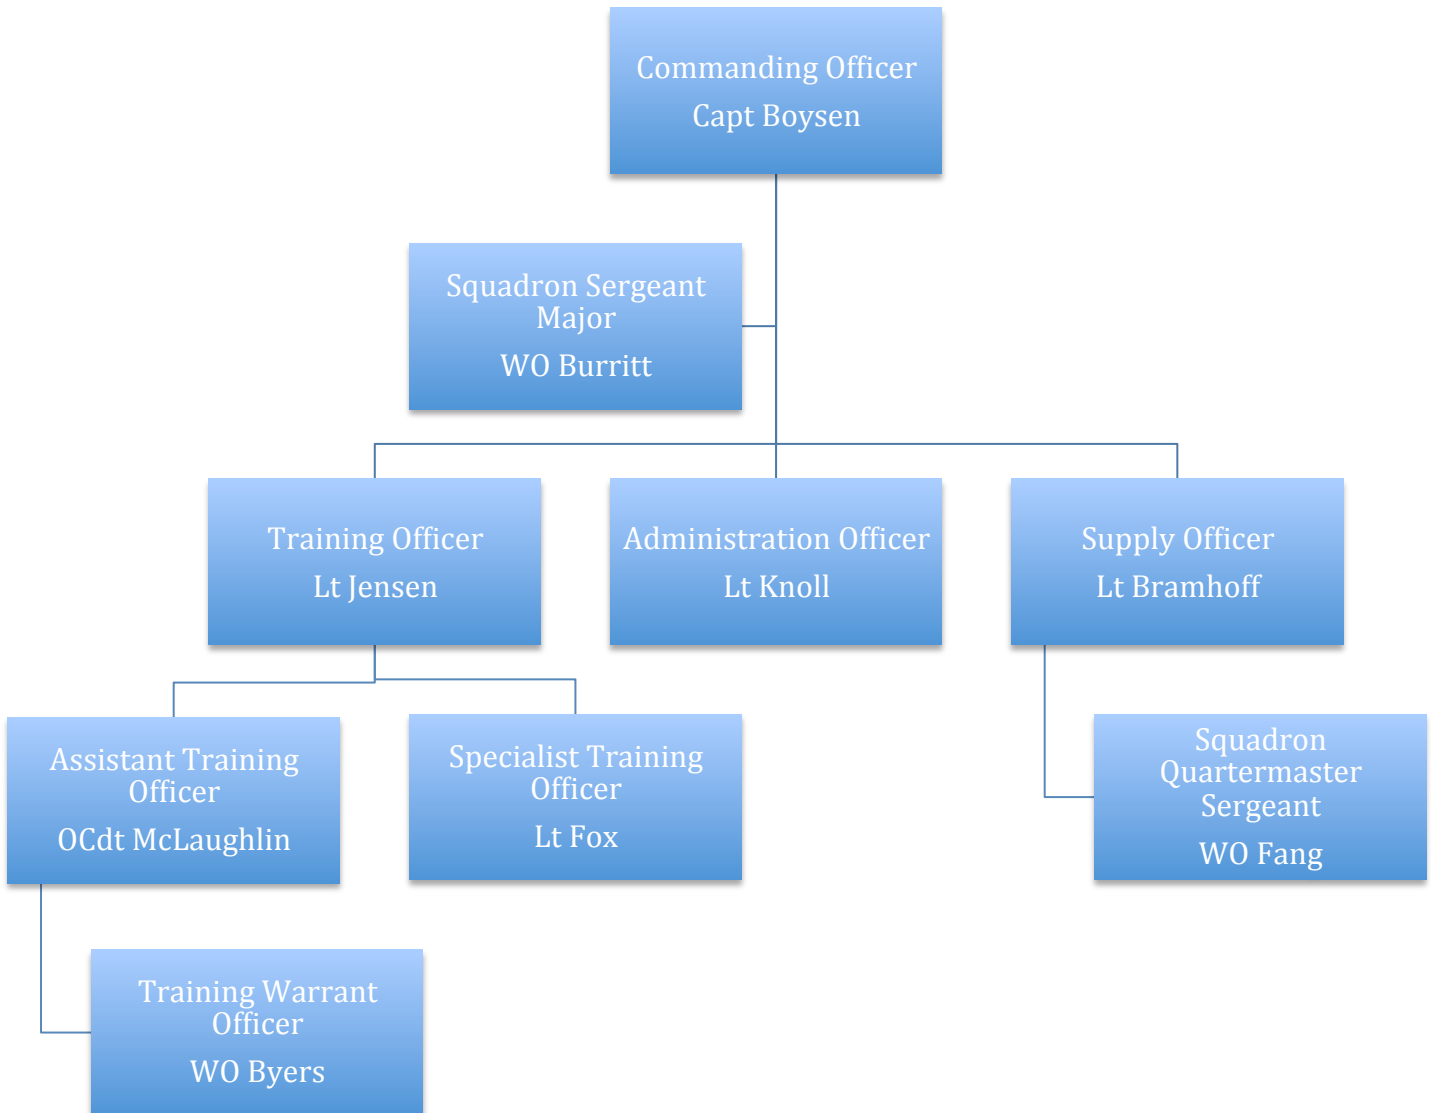 Commanding Officer
Capt Boysen
Squadron Sergeant
Major
WO Burritt
Training Officer
Lt Jensen
Administration Officer
Lt Knoll
Supply Officer
Lt Bramhoff
Assistant Training
Officer
OCdt McLaughlin
Specialist Training
Officer
Lt Fox
Squadron
Quartermaster
Sergeant
WO Fang
Training Warrant
Officer
WO Byers